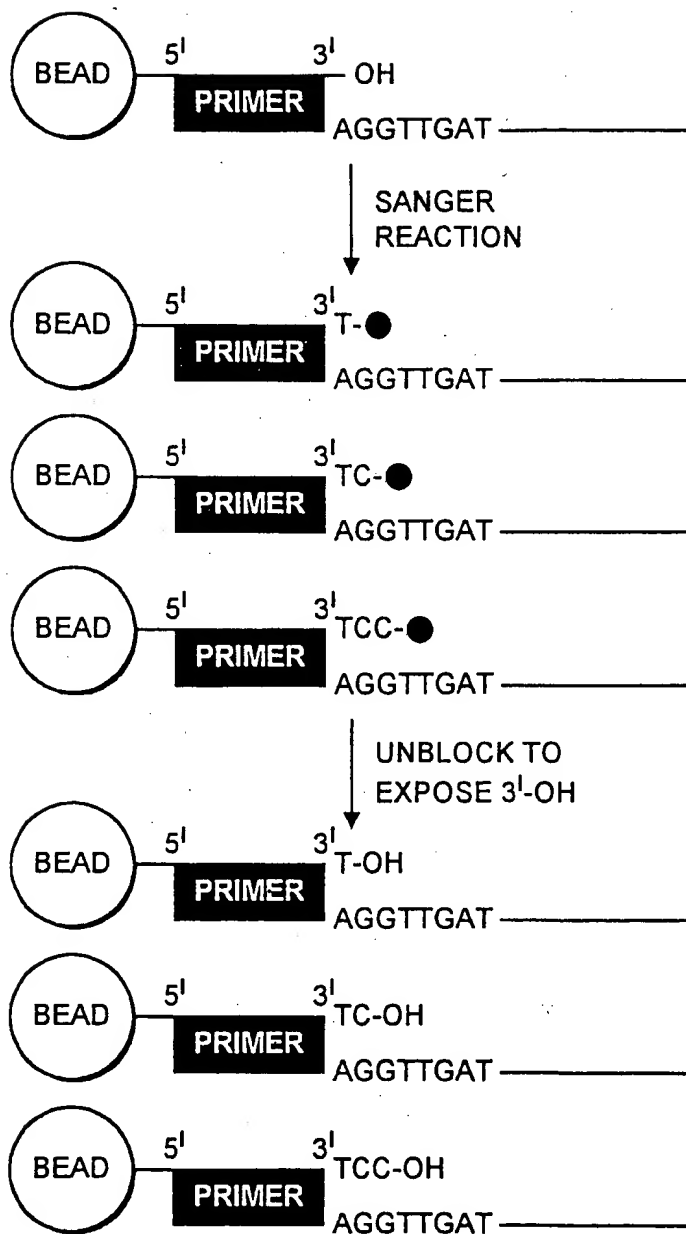 5' 3'
BEAD OH
PRIMER
AGGTTGAT
SANGER
REACTION
5' 3'
BEAD T-●
PRIMER
AGGTTGAT
5' 3'
BEAD TC-●
PRIMER
AGGTTGAT
5' 3'
BEAD TCC-●
PRIMER
AGGTTGAT
UNBLOCK TO
EXPOSE 3'-OH
5' 3'
BEAD T-OH
PRIMER
AGGTTGAT
5' 3'
BEAD TC-OH
PRIMER
AGGTTGAT
5' 3'
BEAD TCC-OH
PRIMER
AGGTTGAT